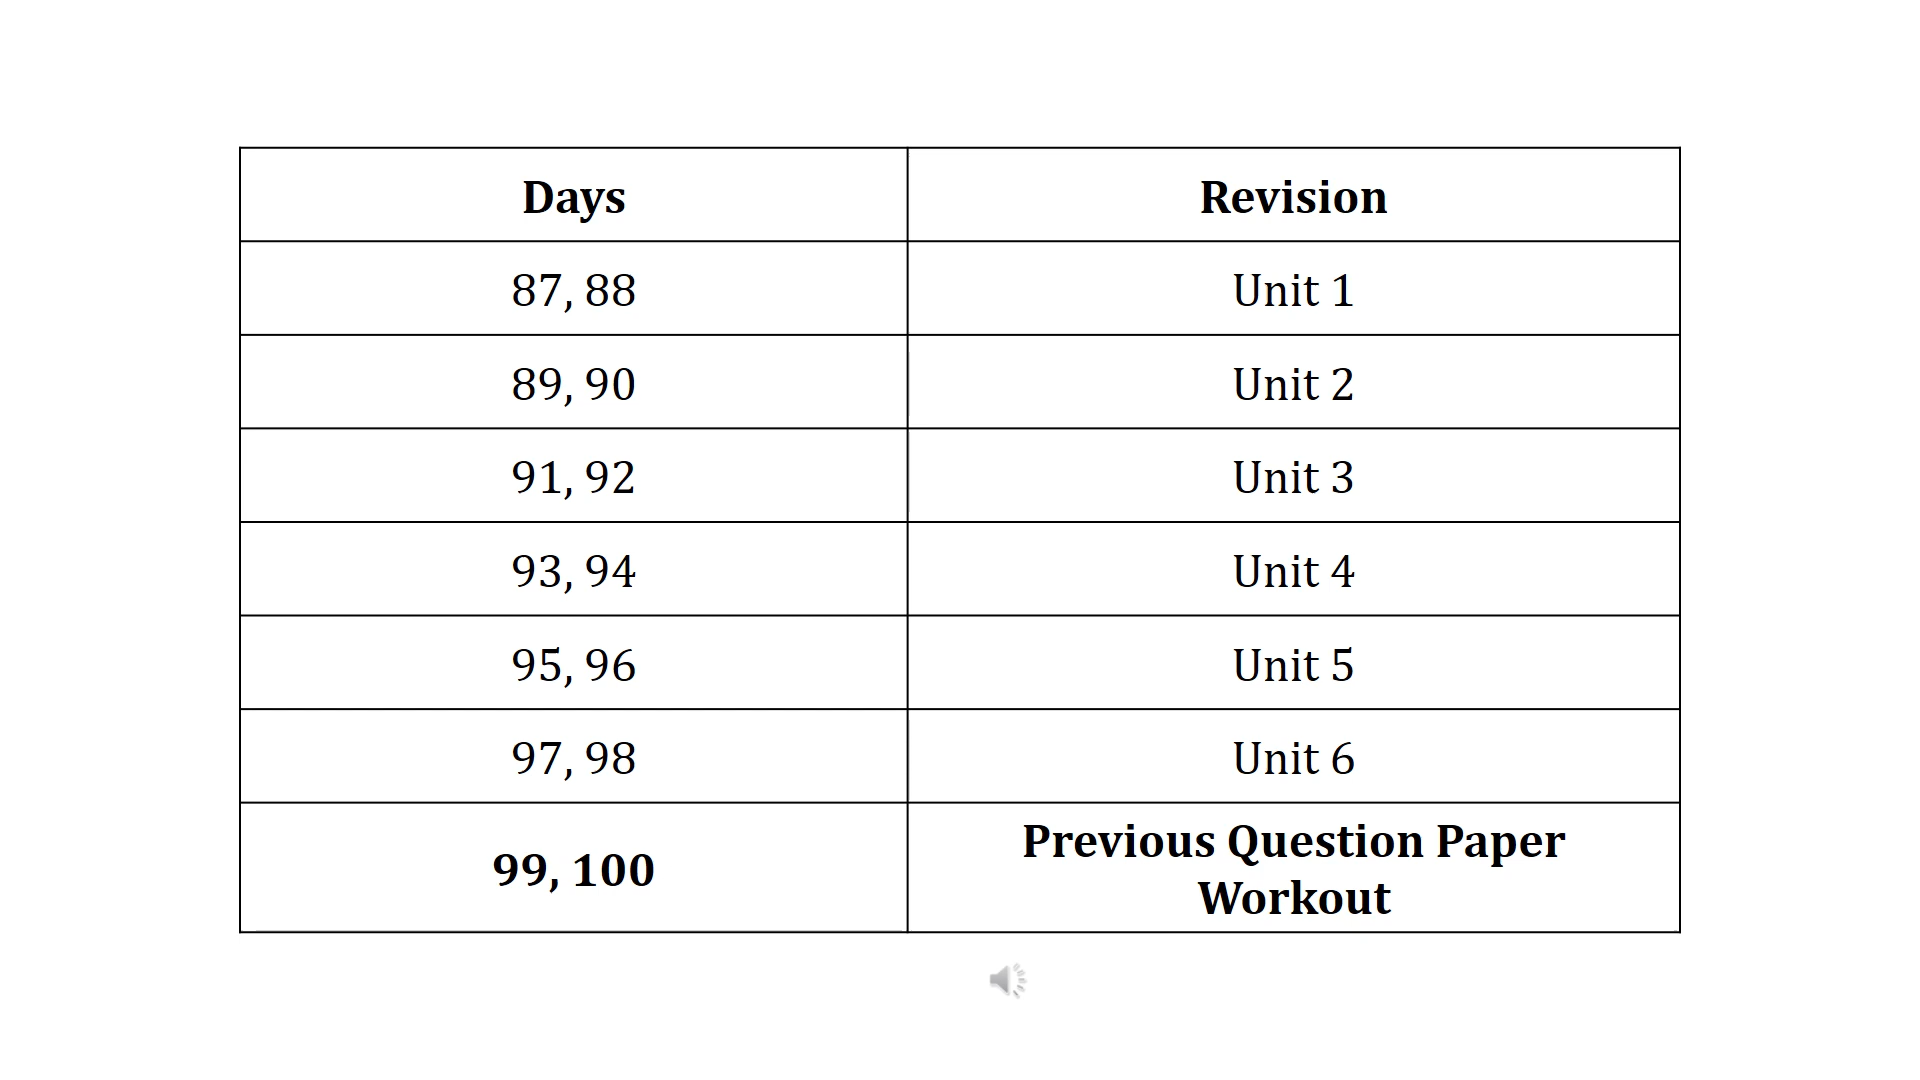 Days Revision
87, 88 Unit 1
89, 90 Unit 2
91, 92 Unit 3
93, 94 Unit 4
95, 96 Unit 5
97, 98 Unit 6
99, 100 Previous Question Paper
Workout